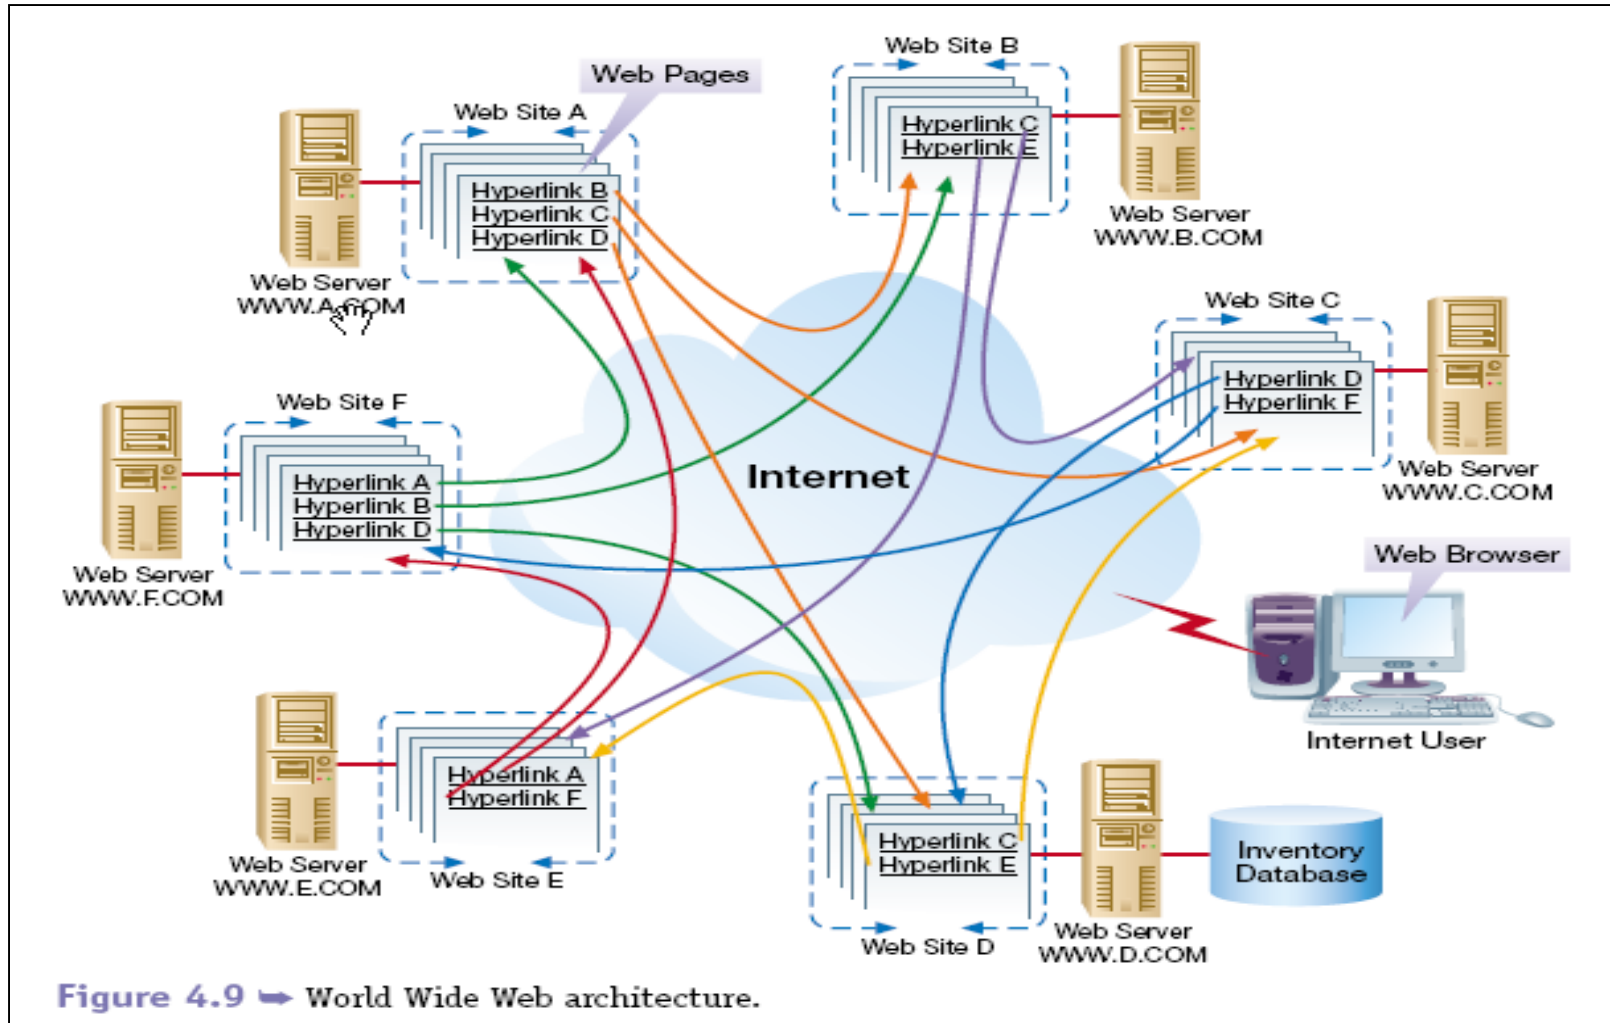 Web Pages
Web Site A
Hyperlink B
Hyperlink C
Hyperlink D
Web Server
WWW.A.COM
Web Site B
Hyperlink C
Hyperlink E
Web Server
WWW.B.COM
Web Site C
Hyperlink D
Hyperlink F
Web Server
WWW.C.COM
Web Site F
Hyperlink A
Hyperlink B
Hyperlink D
Web Server
WWW.F.COM
Internet
Web Browser
Internet User
Hyperlink A
Hyperlink F
Web Site E
Web Server
WWW.E.COM
Hyperlink C
Hyperlink E
Web Site D
Web Server
WWW.D.COM
Inventory
Database
Figure 4.9 ➥ World Wide Web architecture.